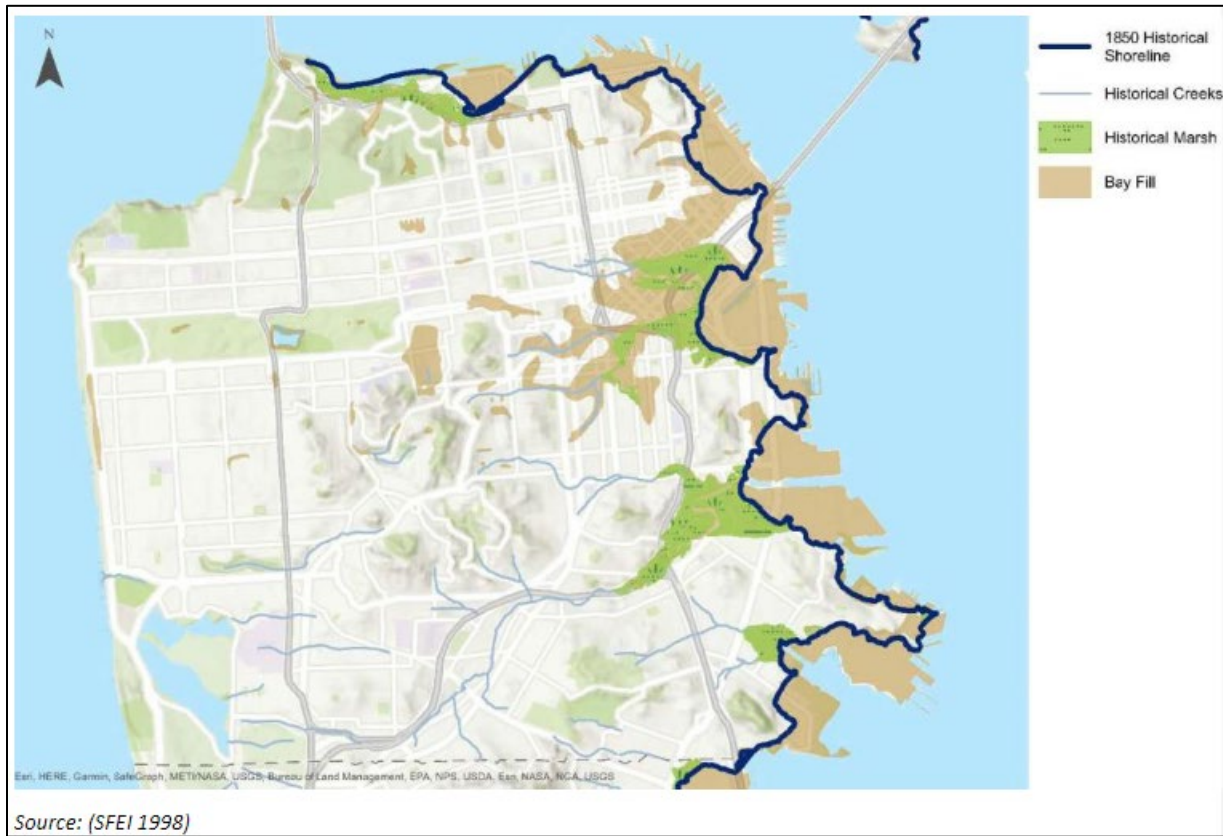 N
1850 Historical
Shoreline
Historical Creeks
Historical Marsh
Bay Fill
Esri, HERE, Garmin, SafeGraph, METI/NASA, USGS, Bureau of Land Management, EPA, NPS, USDA, Esri, NASA, NGA, USGS
Source: (SFEI 1998)